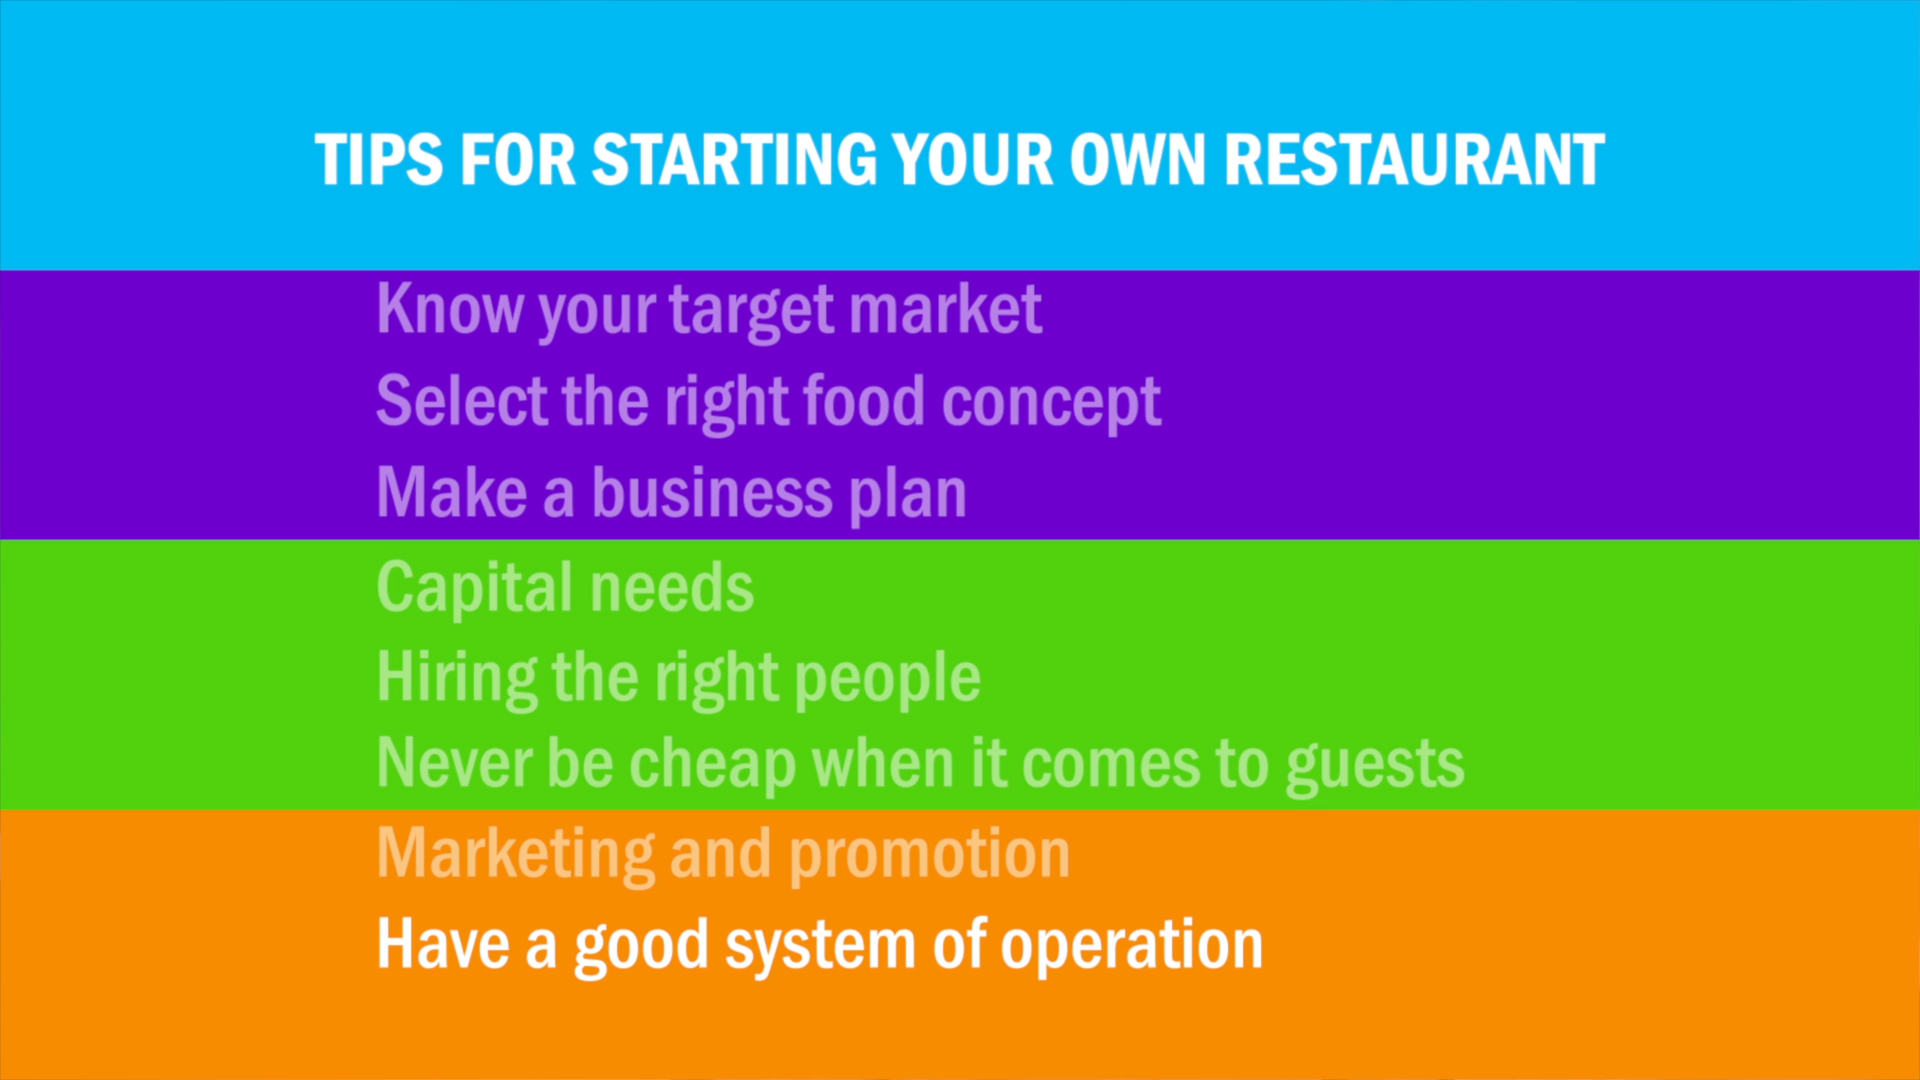 TIPS FOR STARTING YOUR OWN RESTAURANT
Know your target market
Select the right food concept
Make a business plan
Capital needs
Hiring the right people
Never be cheap when it comes to guests
Marketing and promotion
Have a good system of operation